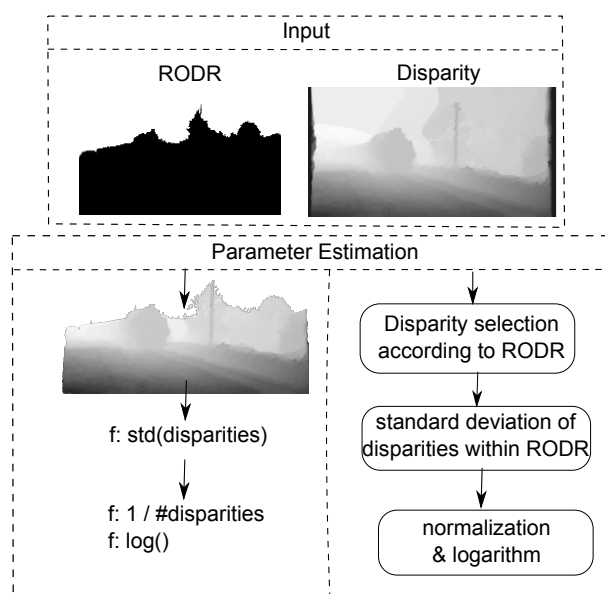 Input
RODR
Disparity
Parameter Estimation
f: std(disparities)
f: 1 / #disparities
f: log()
Disparity selection
according to RODR
standard deviation of
disparities within RODR
normalization
& logarithm